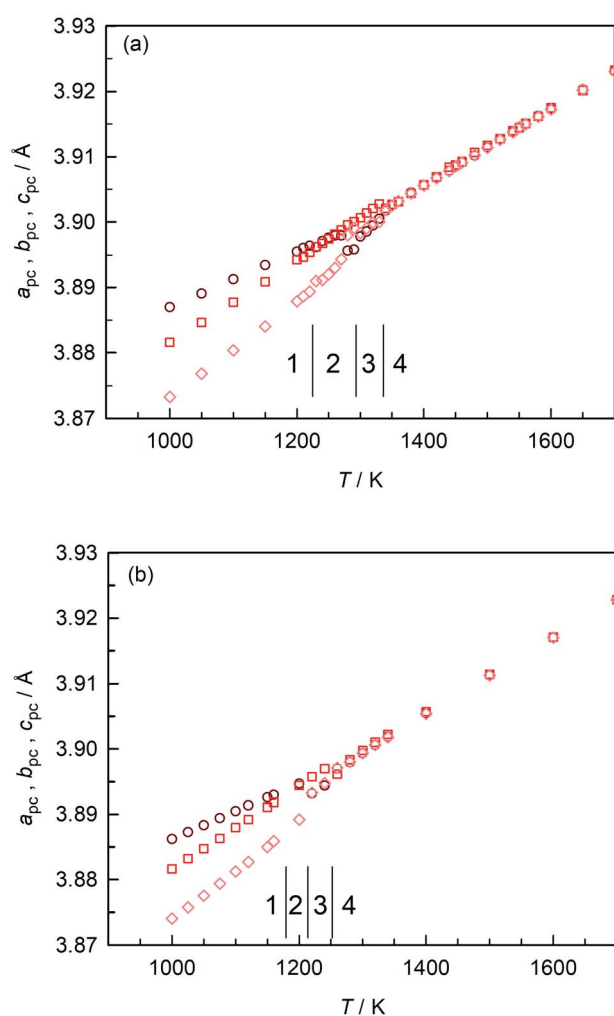 (a)
3.93
3.92
3.91
3.90
3.89
3.88
3.87
a_pc , b_pc , c_pc / Å
1 2 3 4
1000 1200 1400 1600
T / K
(b)
3.93
3.92
3.91
3.90
3.89
3.88
3.87
a_pc , b_pc , c_pc / Å
1 2 3 4
1000 1200 1400 1600
T / K